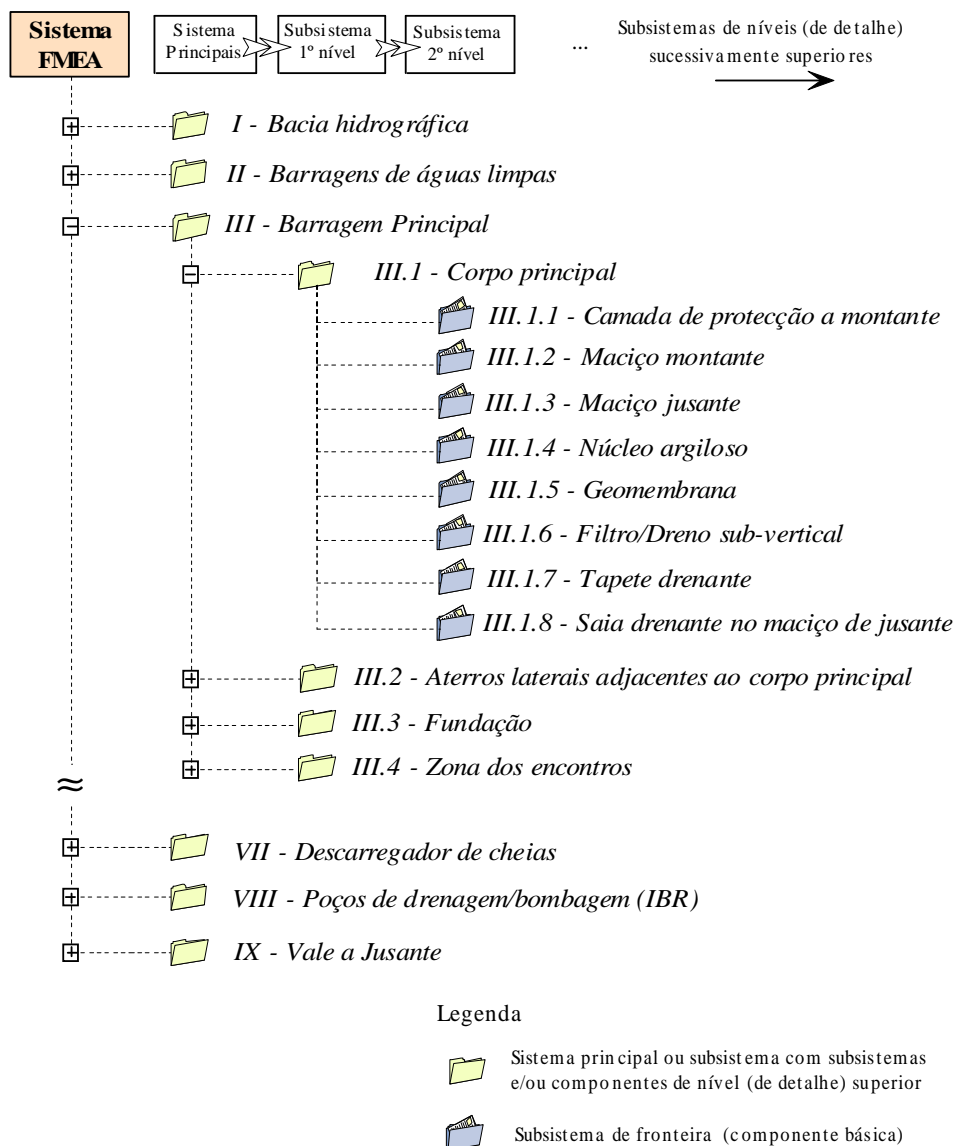 Sistema
FMEA
Sistema
Principais
Subsistema
1º nível
Subsistema
2º nível
...
Subsistemas de níveis (de detalhe)
sucessivamente superiores
I - Bacia hidrográfica
II - Barragens de águas limpas
III - Barragem Principal
III.1 - Corpo principal
III.1.1 - Camada de protecção a montante
III.1.2 - Maciço montante
III.1.3 - Maciço jusante
III.1.4 - Núcleo argiloso
III.1.5 - Geomembrana
III.1.6 - Filtro/Dreno sub-vertical
III.1.7 - Tapete drenante
III.1.8 - Saia drenante no maciço de jusante
III.2 - Aterros laterais adjacentes ao corpo principal
III.3 - Fundação
III.4 - Zona dos encontros
≈
VII - Descarregador de cheias
VIII - Poços de drenagem/bombagem (IBR)
IX - Vale a Jusante
Legenda
Sistema principal ou subsistema com subsistemas
e/ou componentes de nível (de detalhe) superior
Subsistema de fronteira (componente básica)